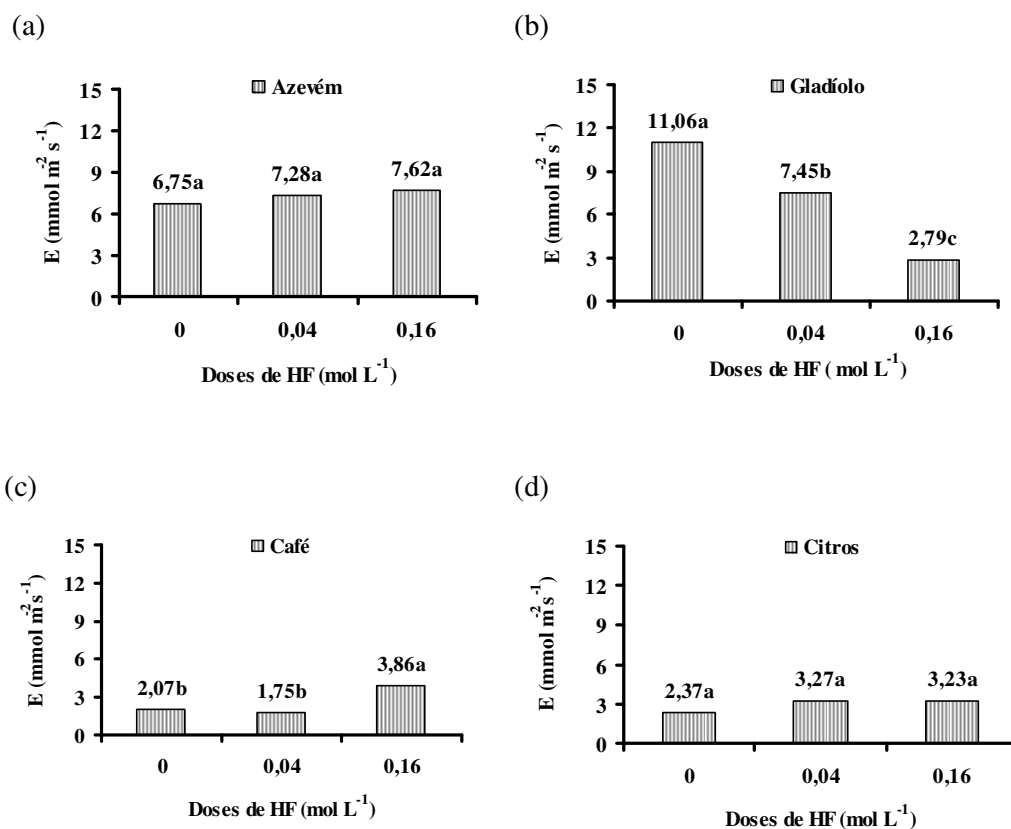 (a)
Azevém
E (mmol m-2 s-1)
15
12
9
6
3
0
6,75a
7,28a
7,62a
0 0,04 0,16
Doses de HF (mol L-1)
(b)
Gladíolo
E (mmol m-2 s-1)
15
12
9
6
3
0
11,06a
7,45b
2,79c
0 0,04 0,16
Doses de HF ( mol L-1)
(c)
Café
E (mmol m-2 s-1)
15
12
9
6
3
0
2,07b
1,75b
3,86a
0 0,04 0,16
Doses de HF (mol L-1)
(d)
Citros
E (mmol m-2 s-1)
15
12
9
6
3
0
2,37a
3,27a
3,23a
0 0,04 0,16
Doses de HF (mol L-1)